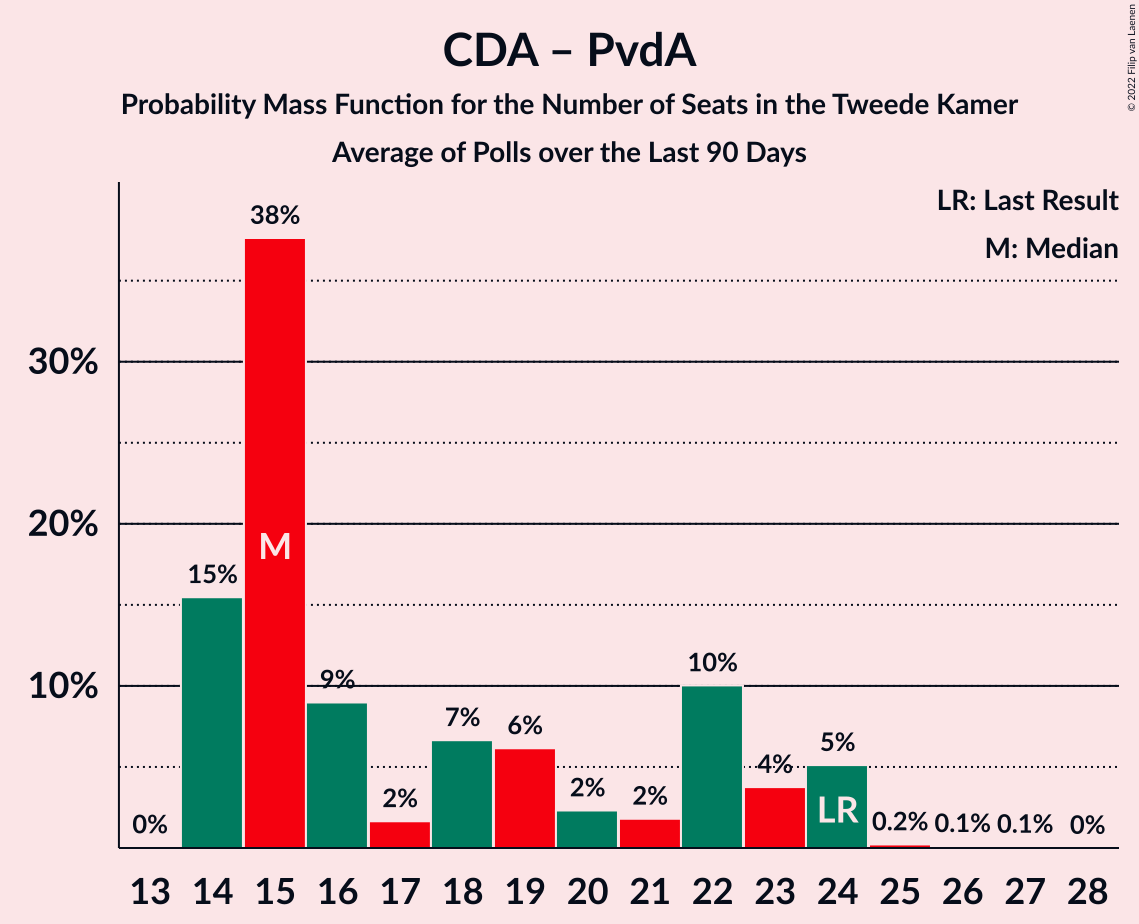 CDA – PvdA
Probability Mass Function for the Number of Seats in the Tweede Kamer
Average of Polls over the Last 90 Days
© 2022 Filip van Laenen
LR: Last Result
M: Median
38%
30%
20%
M
15%
10%
9%
10%
7%
6%
5%
4%
2%
2%
2%
LR
0%
0.2%
0.1%
0.1%
0%
13 14 15 16 17 18 19 20 21 22 23 24 25 26 27 28